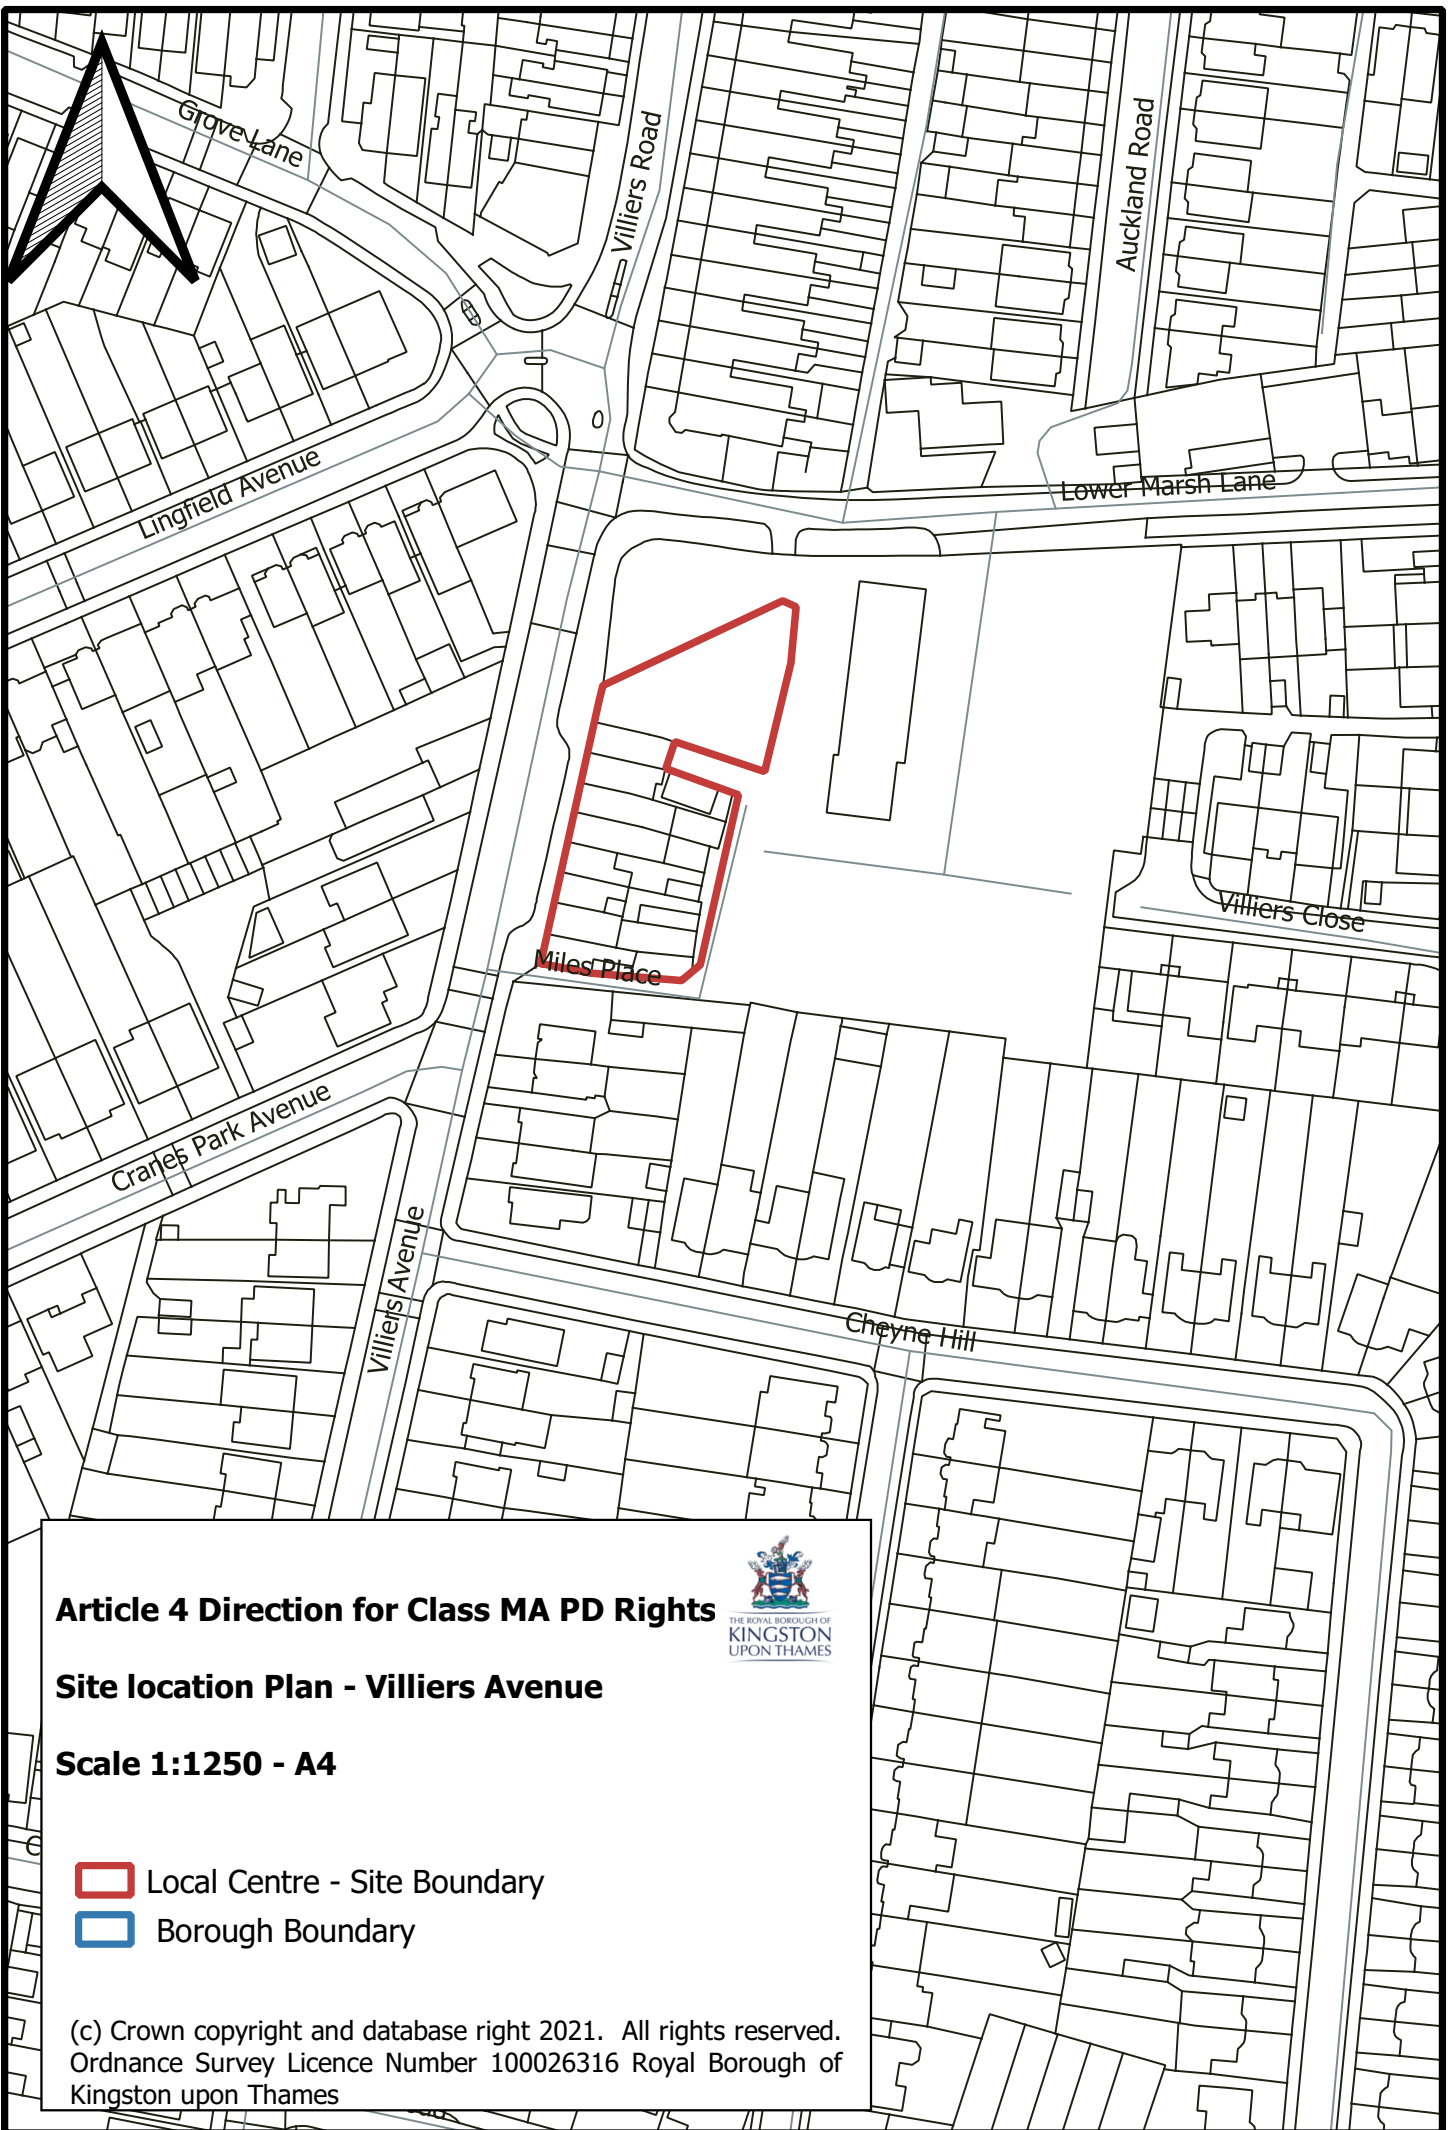 Grove Lane
Villiers Road
Auckland Road
Lingfield Avenue
Lower Marsh Lane
Villiers Close
Miles Place
Cranes Park Avenue
Villiers Avenue
Cheyne Hill
Article 4 Direction for Class MA PD Rights
THE ROYAL BOROUGH OF
KINGSTON
UPON THAMES
Site location Plan - Villiers Avenue
Scale 1:1250 - A4
Local Centre - Site Boundary
Borough Boundary
(c) Crown copyright and database right 2021. All rights reserved.
Ordnance Survey Licence Number 100026316 Royal Borough of
Kingston upon Thames